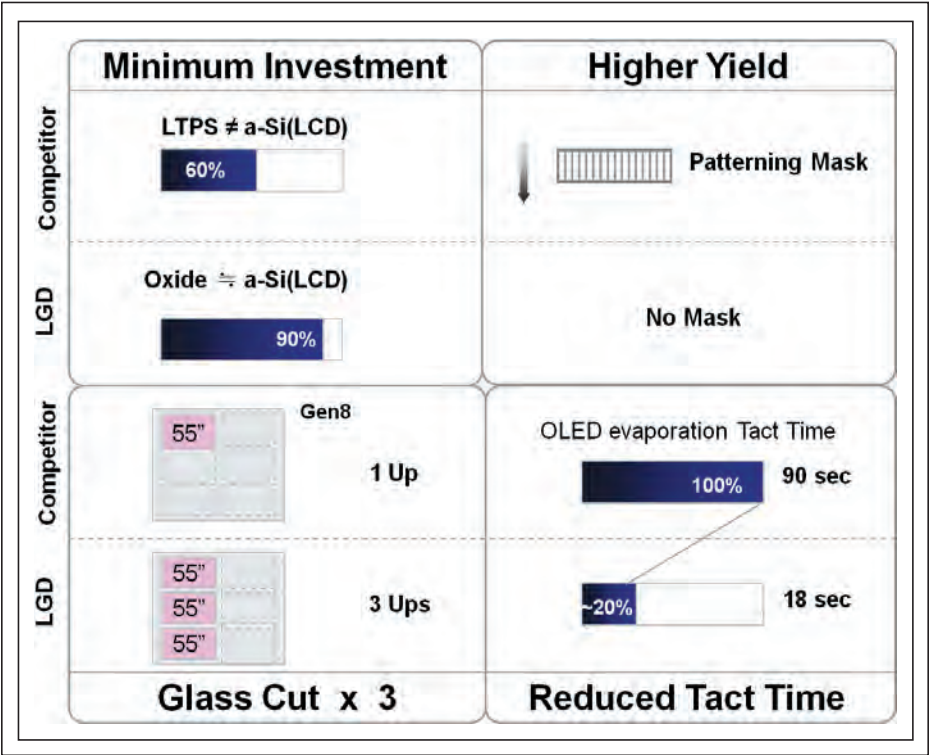 Minimum Investment
Higher Yield
Competitor
LTPS ≠ a-Si(LCD)
60%
Patterning Mask
LGD
Oxide ≒ a-Si(LCD)
90%
No Mask
Competitor
55"
Gen8
1 Up
OLED evaporation Tact Time
100%
90 sec
LGD
55"
55"
55"
3 Ups
~20%
18 sec
Glass Cut x 3
Reduced Tact Time